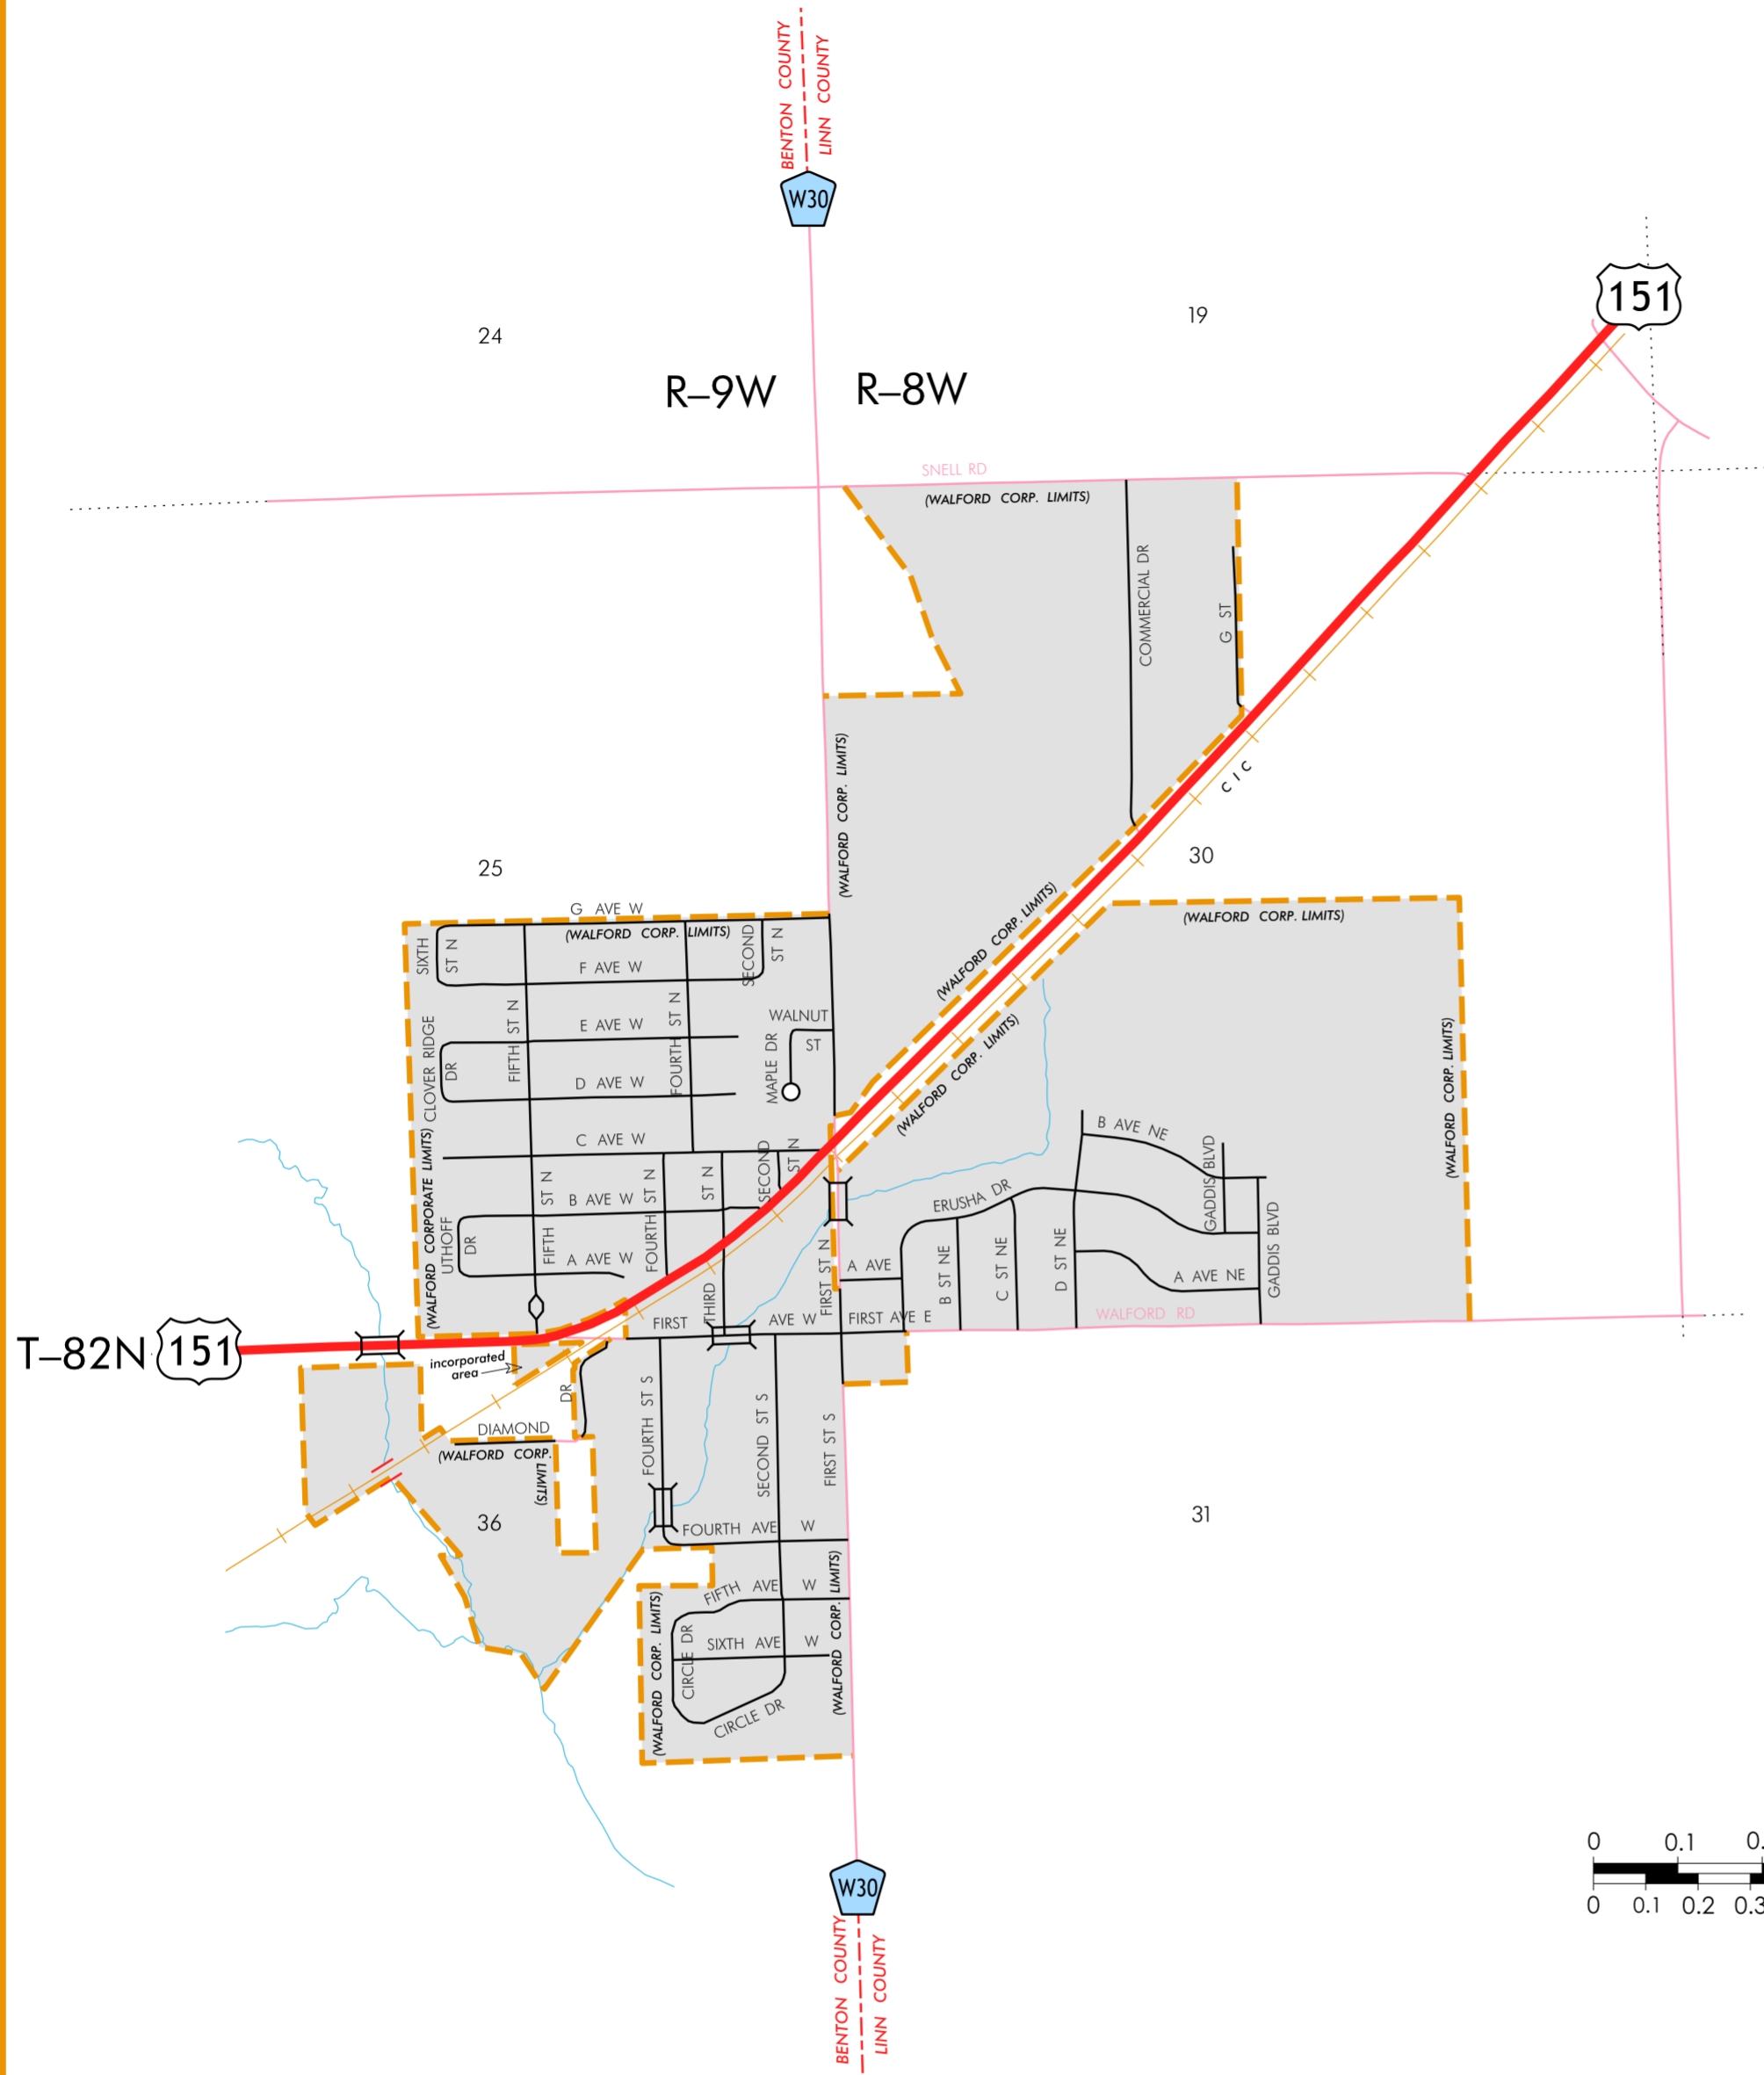 BENTON COUNTY
LINN COUNTY
W30
151
19
24
R–9W
R–8W
SNELL RD
(WALFORD CORP. LIMITS)
COMMERCIAL DR
G ST
(WALFORD CORP. LIMITS)
C I C
30
25
G AVE W
(WALFORD CORP. LIMITS)
(WALFORD CORP. LIMITS)
(WALFORD CORP. LIMITS)
SIXTH
ST N
SECOND
ST N
F AVE W
FIFTH ST N
FOURTH ST N
E AVE W
WALNUT
ST
MAPLE DR
CLOVER RIDGE
DR
D AVE W
(WALFORD CORP. LIMITS)
(WALFORD CORP. LIMITS)
C AVE W
B AVE NE
GADDIS BLVD
SECOND
ST N
(WALFORD CORPORATE LIMITS)
UTHOFF
DR
FIFTH
ST N
B AVE W
FOURTH
ST N
THIRD
ST N
ERUSHA DR
GADDIS BLVD
A AVE W
FIRST ST N
A AVE
B ST NE
C ST NE
D ST NE
A AVE NE
WALFORD RD
FIRST
AVE W
FIRST AVE E
T–82N
151
incorporated
area
DR
DIAMOND
(WALFORD CORP.
LIMITS)
FOURTH ST S
SECOND ST S
FIRST ST S
36
31
FOURTH AVE W
FIFTH AVE W
(WALFORD CORP. LIMITS)
(WALFORD CORP. LIMITS)
CIRCLE DR
SIXTH AVE W
CIRCLE DR
0 0.1 0.
0 0.1 0.2 0.3
W30
BENTON COUNTY
LINN COUNTY